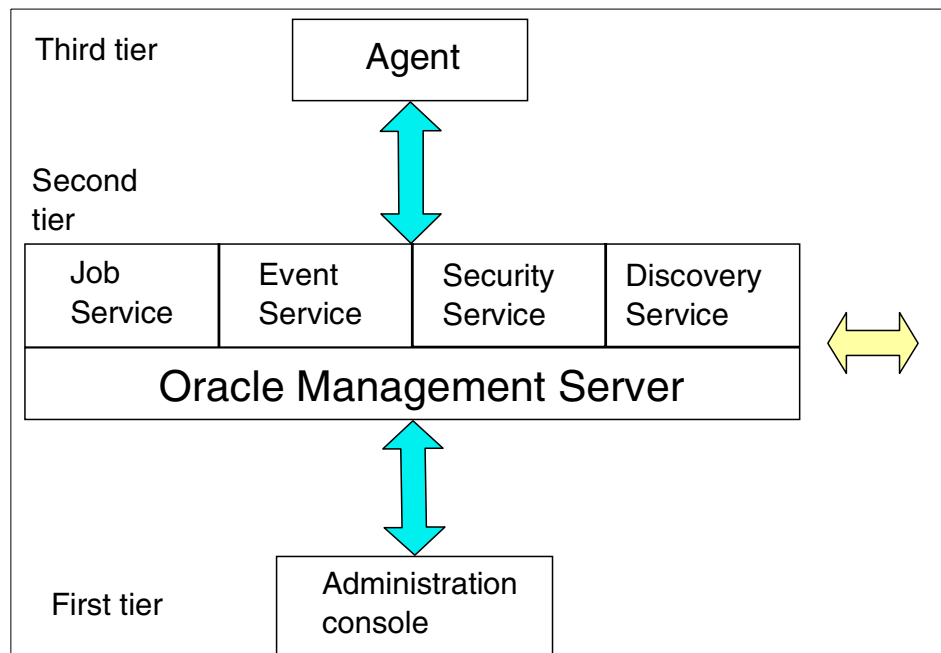 Third tier
Agent
Second
tier
Job
Service
Event
Service
Security
Service
Discovery
Service
Oracle Management Server
First tier
Administration
console